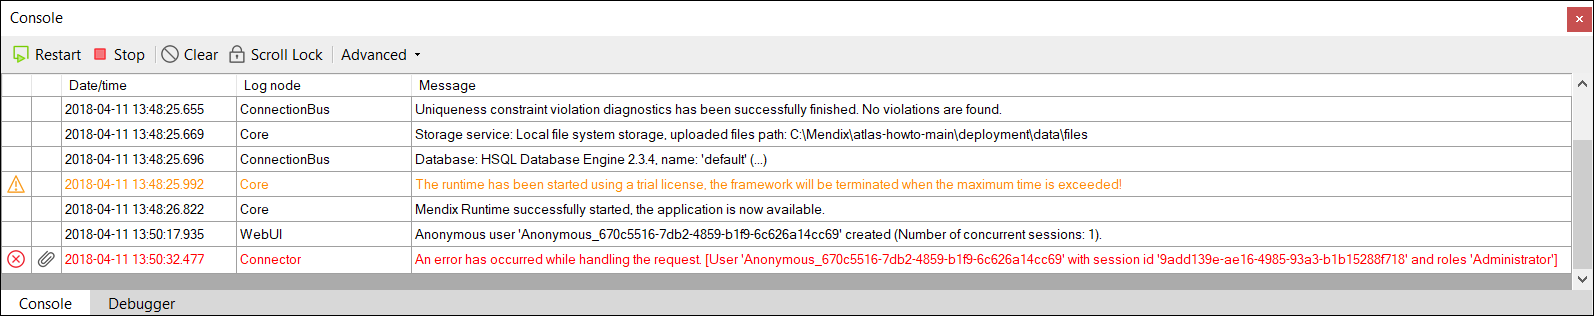 Console
Restart Stop Clear Scroll Lock Advanced
Date/time Log node Message
2018-04-11 13:48:25.655 ConnectionBus Uniqueness constraint violation diagnostics has been successfully finished. No violations are found.
2018-04-11 13:48:25.669 Core Storage service: Local file system storage, uploaded files path: C:\Mendix\atlas-howto-main\deployment\data\files
2018-04-11 13:48:25.696 ConnectionBus Database: HSQL Database Engine 2.3.4, name: 'default' (...)
2018-04-11 13:48:25.992 Core The runtime has been started using a trial license, the framework will be terminated when the maximum time is exceeded!
2018-04-11 13:48:26.822 Core Mendix Runtime successfully started, the application is now available.
2018-04-11 13:50:17.935 WebUI Anonymous user 'Anonymous_670c5516-7db2-4859-b1f9-6c626a14cc69' created (Number of concurrent sessions: 1).
2018-04-11 13:50:32.477 Connector An error has occurred while handling the request. [User 'Anonymous_670c5516-7db2-4859-b1f9-6c626a14cc69' with session id '9add139e-ae16-4985-93a3-b1b15288f718' and roles 'Administrator']
Console Debugger